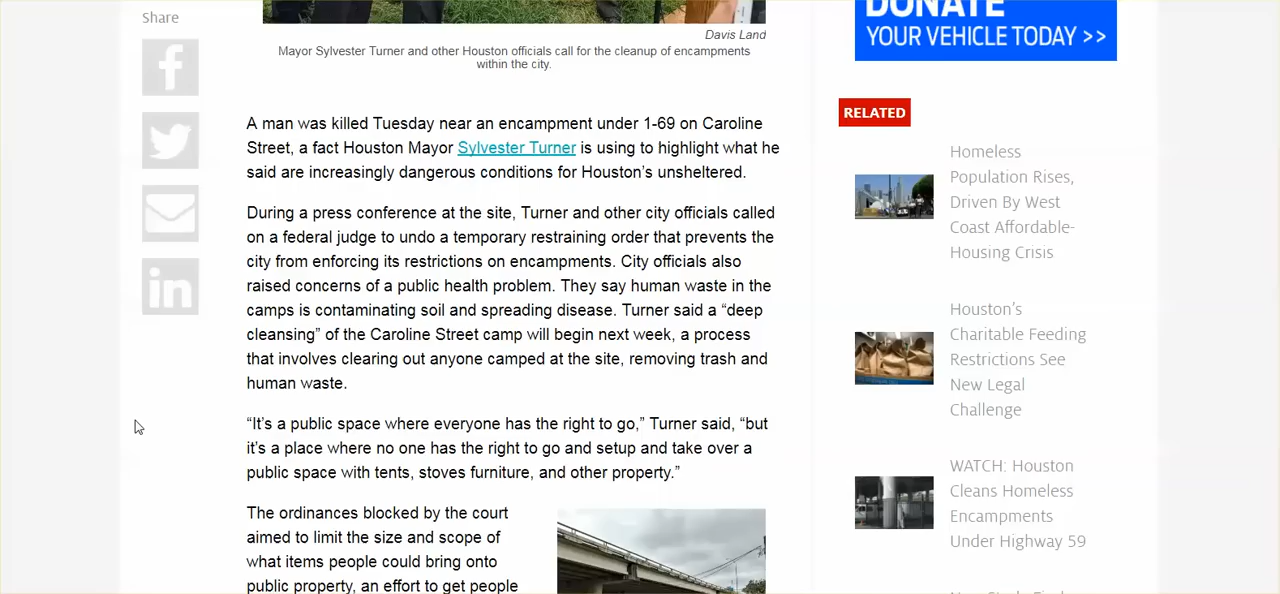 Share
Davis Land
Mayor Sylvester Turner and other Houston officials call for the cleanup of encampments
within the city.
A man was killed Tuesday near an encampment under 1-69 on Caroline
Street, a fact Houston Mayor Sylvester Turner is using to highlight what he
said are increasingly dangerous conditions for Houston’s unsheltered.
During a press conference at the site, Turner and other city officials called
on a federal judge to undo a temporary restraining order that prevents the
city from enforcing its restrictions on encampments. City officials also
raised concerns of a public health problem. They say human waste in the
camps is contaminating soil and spreading disease. Turner said a “deep
cleansing” of the Caroline Street camp will begin next week, a process
that involves clearing out anyone camped at the site, removing trash and
human waste.
“It’s a public space where everyone has the right to go,” Turner said, “but
it’s a place where no one has the right to go and setup and take over a
public space with tents, stoves furniture, and other property.”
The ordinances blocked by the court
aimed to limit the size and scope of
what items people could bring onto
public property, an effort to get people
DONATE
YOUR VEHICLE TODAY >>
RELATED
Homeless
Population Rises,
Driven By West
Coast Affordable-
Housing Crisis
Houston’s
Charitable Feeding
Restrictions See
New Legal
Challenge
WATCH: Houston
Cleans Homeless
Encampments
Under Highway 59